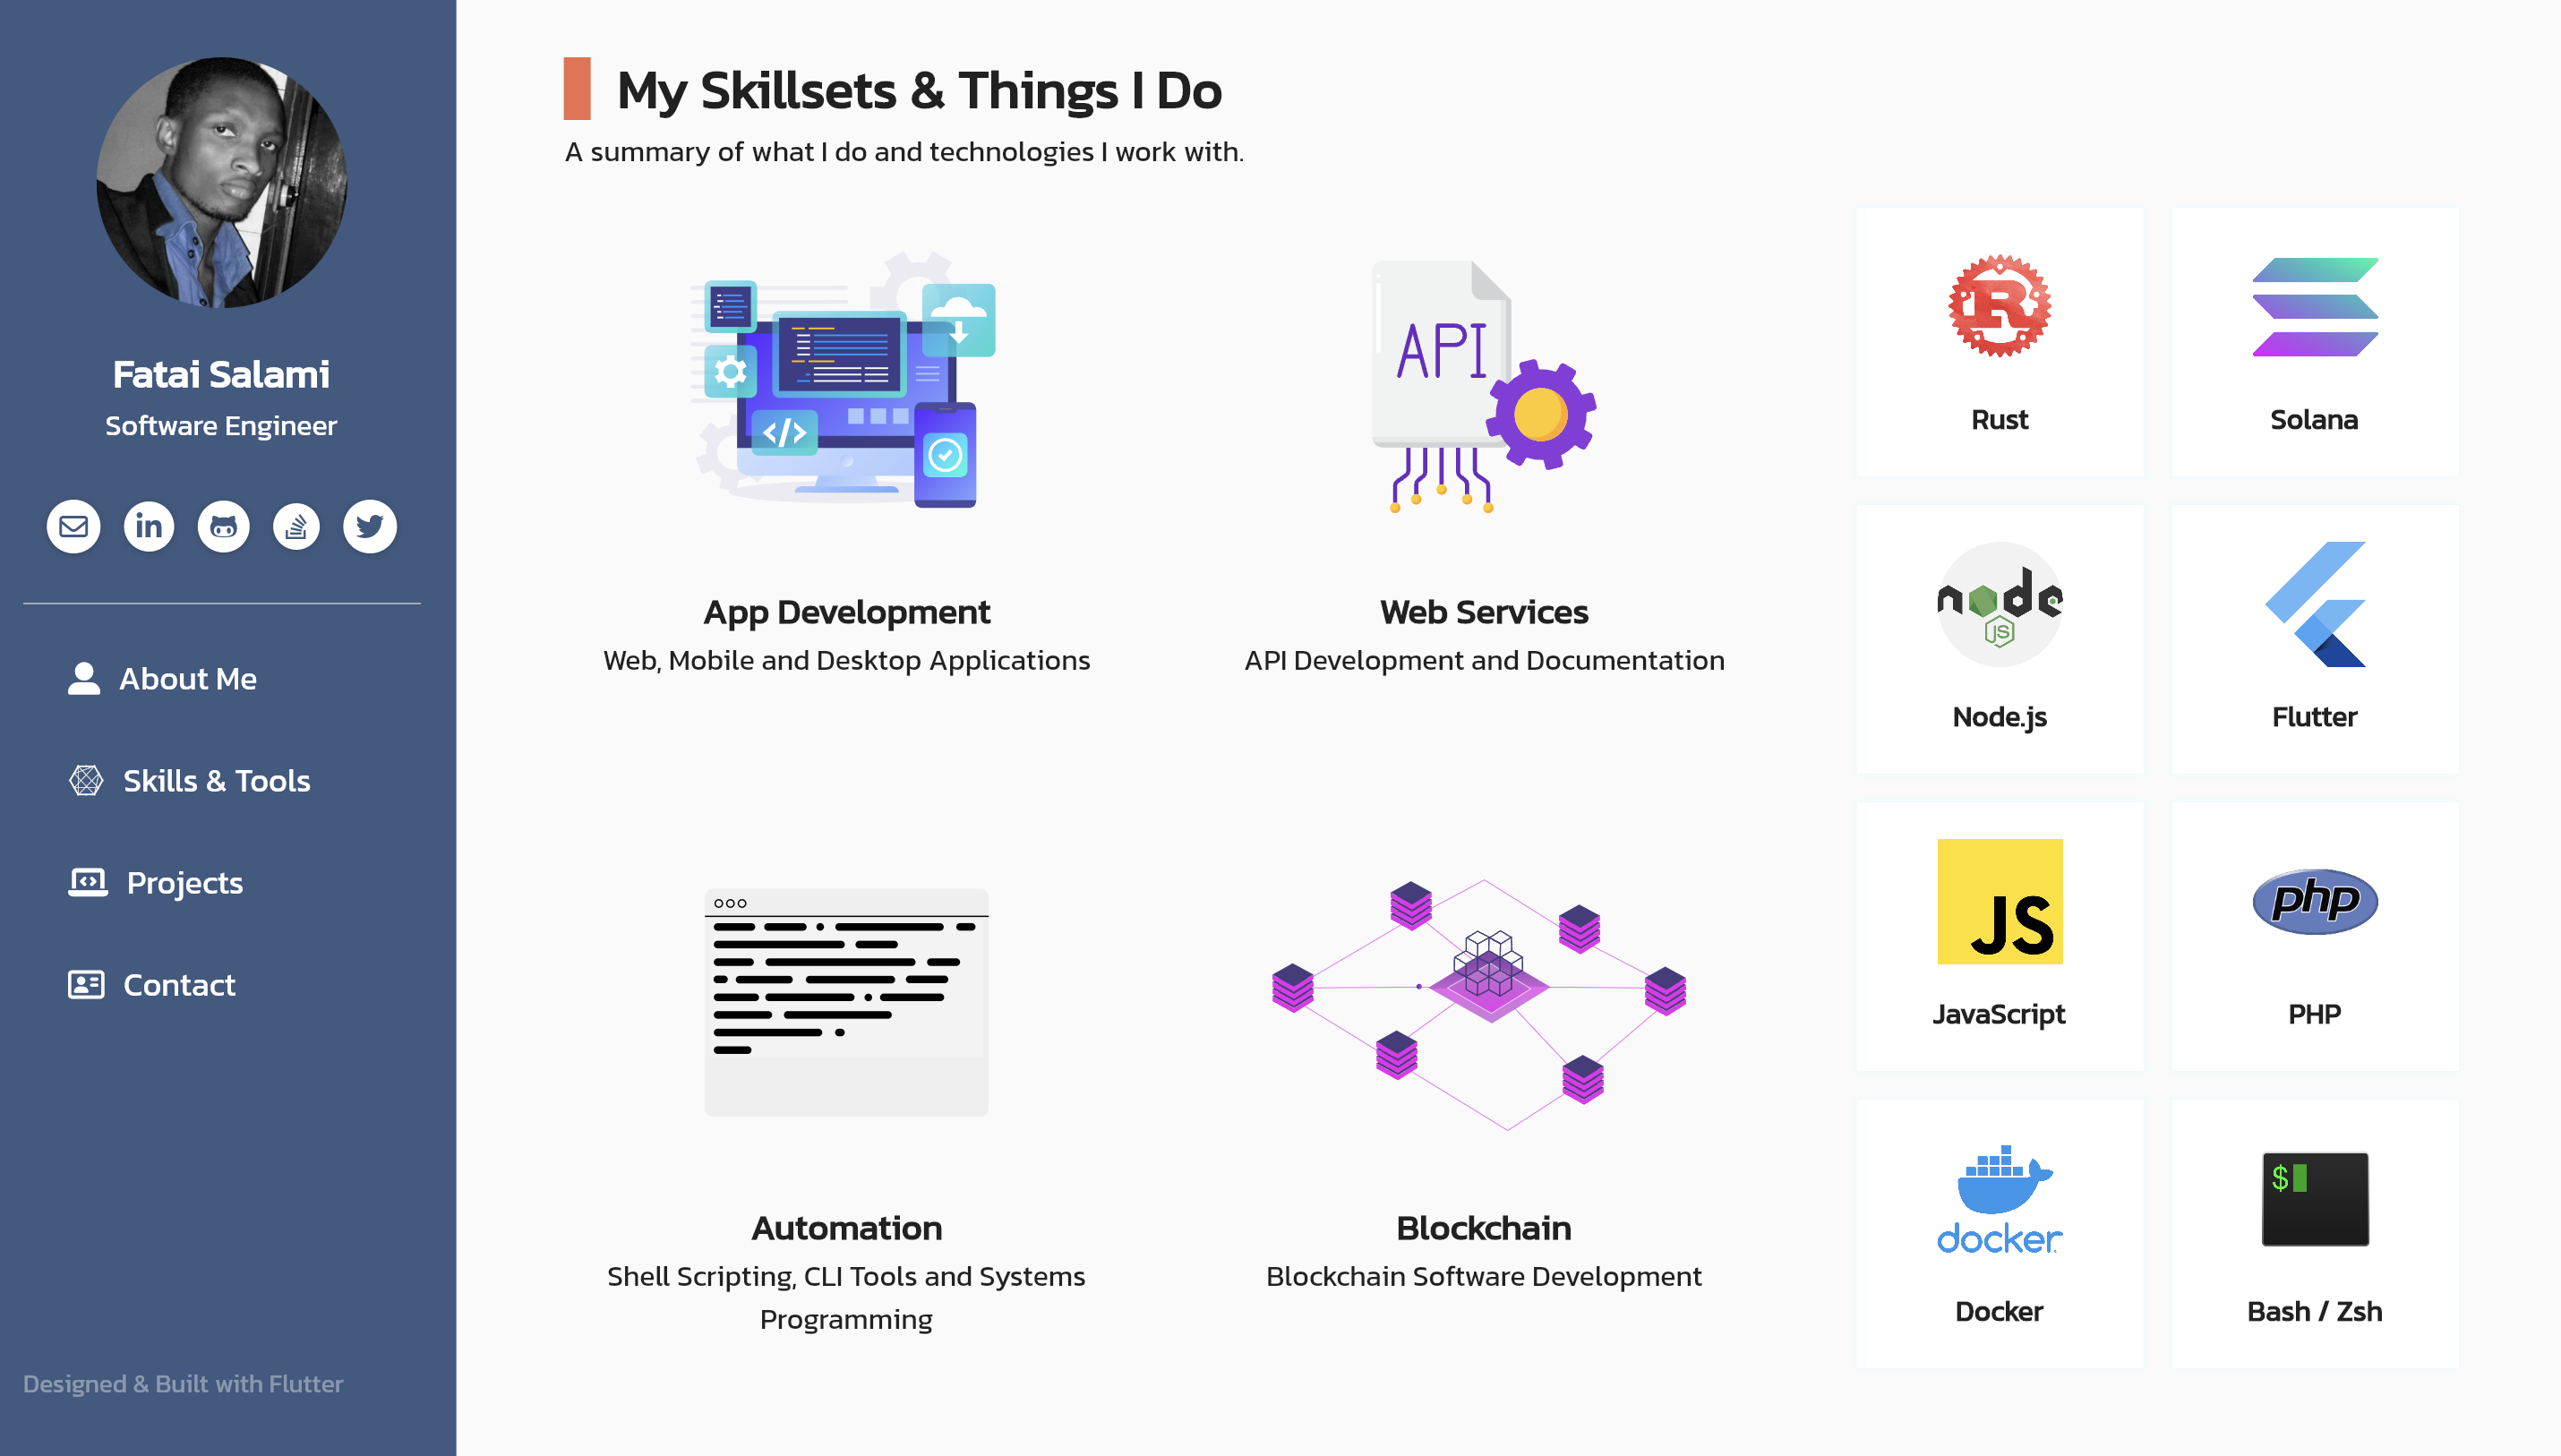 Fatai Salami
Software Engineer
in
About Me
Skills & Tools
Projects
Contact
Designed & Built with Flutter
My Skillsets & Things I Do
A summary of what I do and technologies I work with.
</>
App Development
Web, Mobile and Desktop Applications
API
Web Services
API Development and Documentation
Automation
Shell Scripting, CLI Tools and Systems
Programming
Blockchain
Blockchain Software Development
R
Rust
Solana
node
JS
Node.js
Flutter
JS
JavaScript
php
PHP
docker
Docker
$
Bash / Zsh